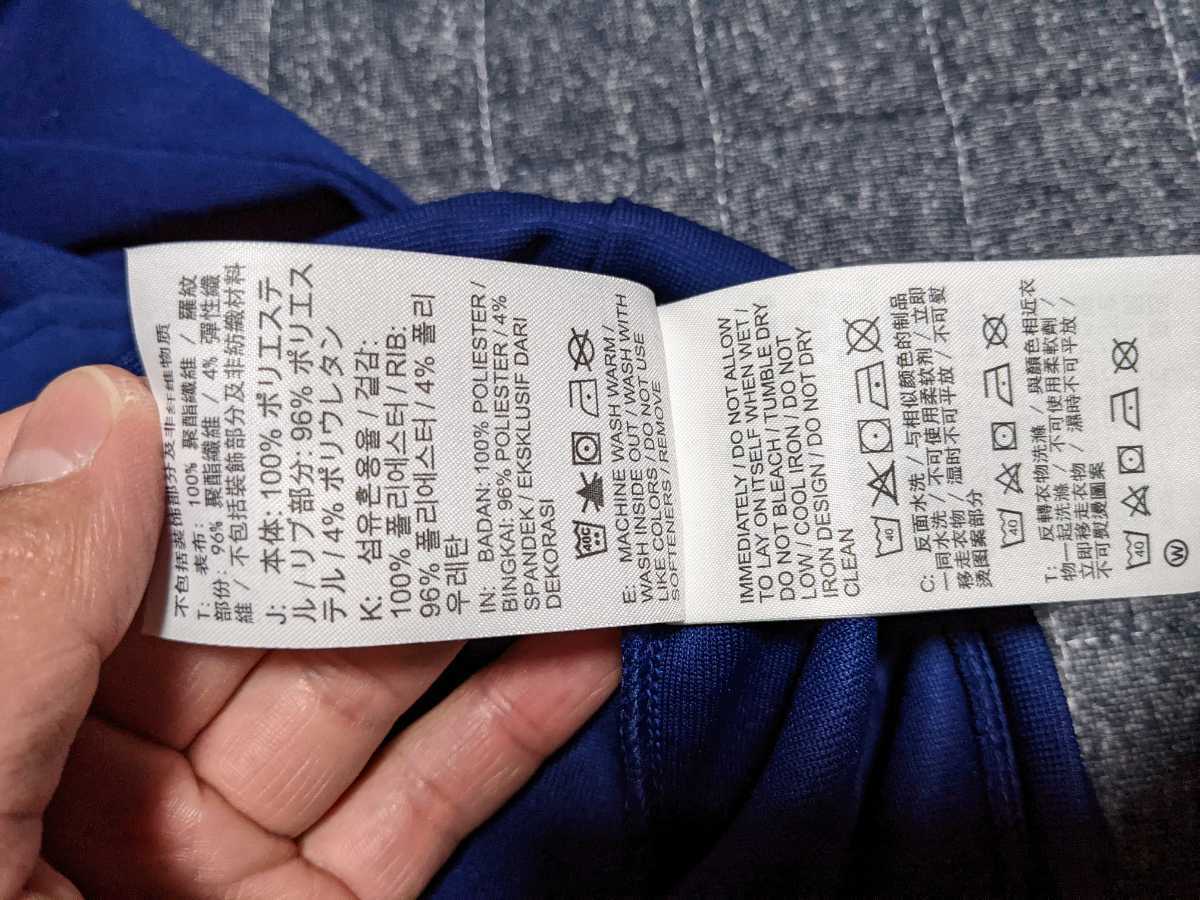 不包括装饰部分及非纤维物质
T: 表布: 100% 聚酯纖維 / 羅紋
部份: 96% 聚酯纖維 / 4% 彈性纖
維 / 不包括裝飾部分及非紡織材料
J: 本体: 100% ポリエステ
ル / リブ部分: 96% ポリエス
テル / 4% ポリウレタン
K: 섬유혼용율 / 겉감:
100% 폴리에스터 / RIB:
96% 폴리에스터 / 4% 폴리
우레탄
IN: BADAN: 100% POLIESTER /
BINGKAI: 96% POLIESTER / 4%
SPANDEK / EKSKLUSIF DARI
DEKORASI
40C
E: MACHINE WASH WARM /
WASH INSIDE OUT / WASH WITH
LIKE COLORS / DO NOT USE
SOFTENERS / REMOVE
IMMEDIATELY / DO NOT ALLOW
TO LAY ON ITSELF WHEN WET /
DO NOT BLEACH / TUMBLE DRY
LOW / COOL IRON / DO NOT
IRON DESIGN / DO NOT DRY
CLEAN
40
C: 反面水洗 / 与相似颜色的制品
一同水洗 / 不可使用柔软剂 / 立即
移走衣物 / 湿时不可平放 / 不可熨
烫图案部分
40
T: 反轉衣物洗滌 / 與顏色相近衣
物一起洗滌 / 不可使用柔軟劑 /
立即移走衣物 / 濕時不可平放 /
不可熨燙圖案
40
W